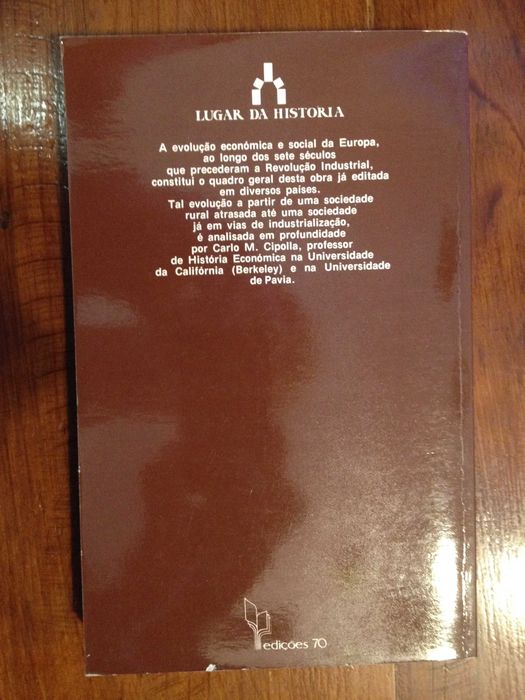 LUGAR DA HISTORIA
A evolução económica e social da Europa,
ao longo dos sete séculos
que precederam a Revolução Industrial,
constitui o quadro geral desta obra já editada
em diversos países.
Tal evolução a partir de uma sociedade
rural atrasada até uma sociedade
já em vias de industrialização,
é analisada em profundidade
por Carlo M. Cipolla, professor
de História Económica na Universidade
da Califórnia (Berkeley) e na Universidade
de Pavia.
edições 70